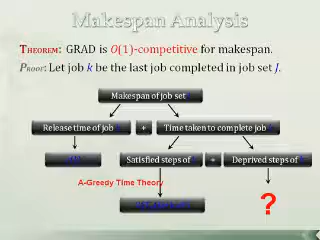 Makespan Analysis
THEOREM: GRAD is O(1)-competitive for makespan.
PROOF: Let job k be the last job completed in job set J.
Makespan of job set
Release time of job
+
Time taken to complete job
Satisfied steps of
+
Deprived steps of
A-Greedy Time Theory
?